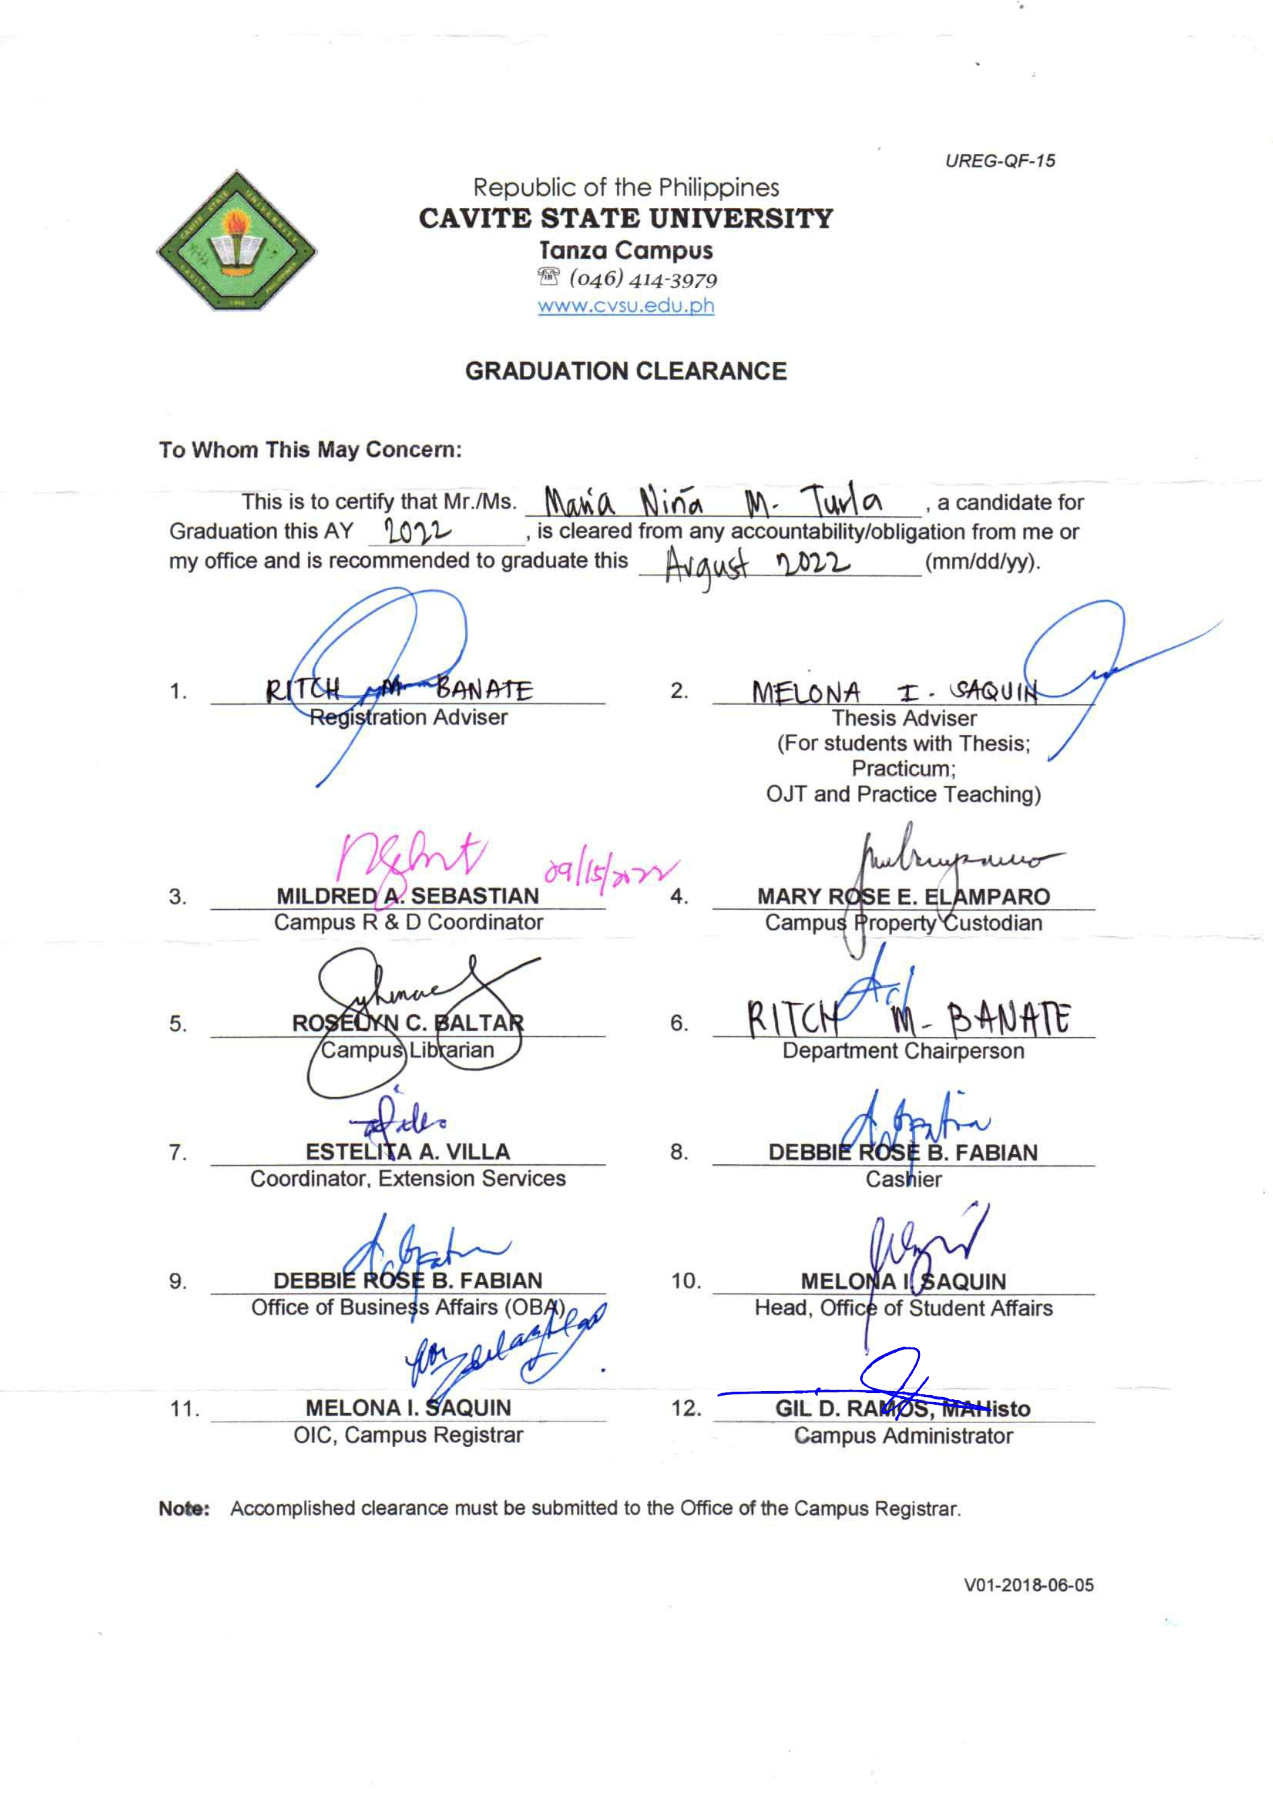 UREG-QF-15
Republic of the Philippines
CAVITE STATE UNIVERSITY
Tanza Campus
☏ (046) 414-3979
www.cvsu.edu.ph
GRADUATION CLEARANCE
To Whom This May Concern:
This is to certify that Mr./Ms. Maria Niña M. Turla, a candidate for
Graduation this AY 2022, is cleared from any accountability/obligation from me or
my office and is recommended to graduate this August 2022 (mm/dd/yy).
1. RITCH M. BANATE
Registration Adviser
2. MELONA I. SAQUIN
Thesis Adviser
(For students with Thesis;
Practicum;
OJT and Practice Teaching)
09/15/2022
3. MILDRED A. SEBASTIAN
Campus R & D Coordinator
4. MARY ROSE E. ELAMPARO
Campus Property Custodian
5. ROSELYN C. BALTAR
Campus Librarian
6. RITCH M. BANATE
Department Chairperson
7. ESTELITA A. VILLA
Coordinator, Extension Services
8. DEBBIE ROSE B. FABIAN
Cashier
9. DEBBIE ROSE B. FABIAN
Office of Business Affairs (OBA)
10. MELONA I. SAQUIN
Head, Office of Student Affairs
11. MELONA I. SAQUIN
OIC, Campus Registrar
12. GIL D. RAMOS, MAHisto
Campus Administrator
Note: Accomplished clearance must be submitted to the Office of the Campus Registrar.
V01-2018-06-05